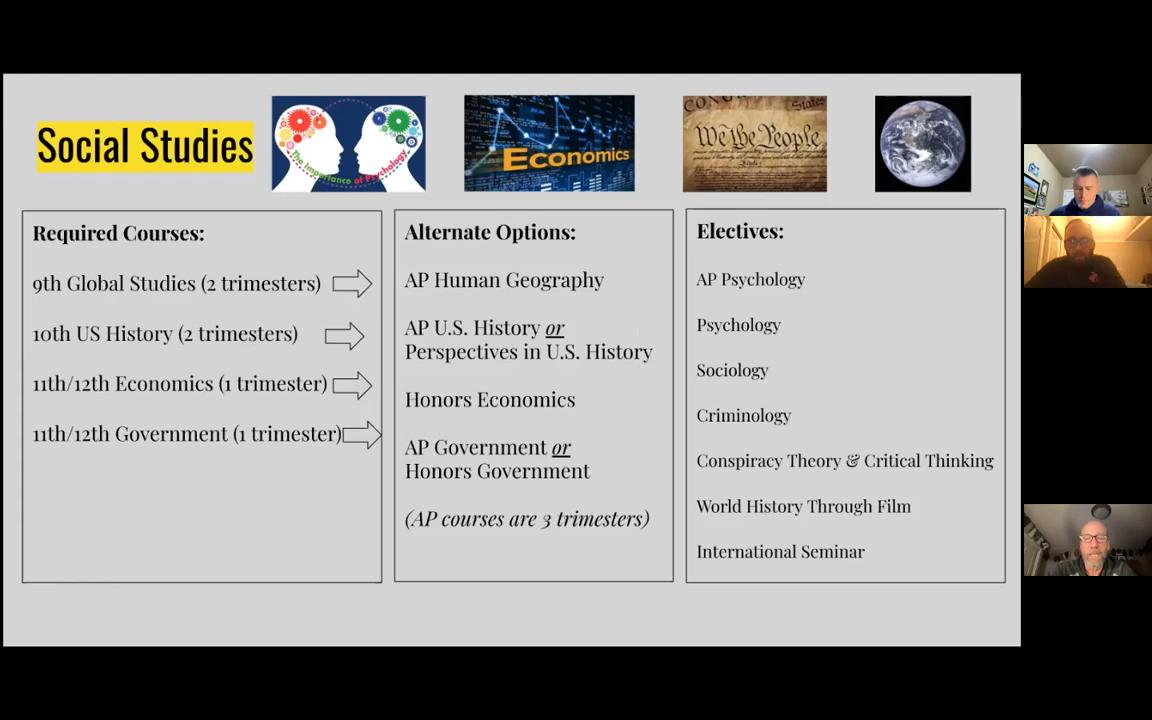 Social Studies
The Importance of Psychology
Economics
CONG
States
We the People
Required Courses:
9th Global Studies (2 trimesters)
10th US History (2 trimesters)
11th/12th Economics (1 trimester)
11th/12th Government (1 trimester)
Alternate Options:
AP Human Geography
AP U.S. History or
Perspectives in U.S. History
Honors Economics
AP Government or
Honors Government
(AP courses are 3 trimesters)
Electives:
AP Psychology
Psychology
Sociology
Criminology
Conspiracy Theory & Critical Thinking
World History Through Film
International Seminar